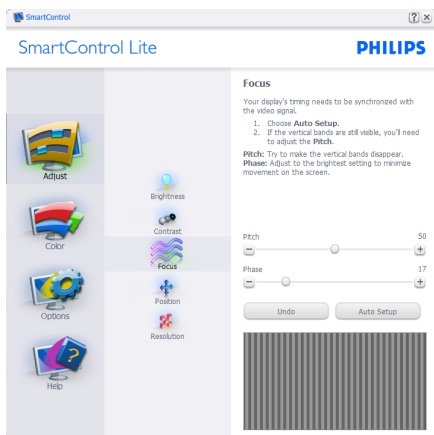 SmartControl
?
SmartControl Lite
PHILIPS
Adjust
Color
Options
Help
Brightness
Contrast
Focus
Position
Resolution
Focus
Your display's timing needs to be synchronized with
the video signal.
1. Choose Auto Setup.
2. If the vertical bands are still visible, you'll need
to adjust the Pitch.
Pitch: Try to make the vertical bands disappear.
Phase: Adjust to the brightest setting to minimize
movement on the screen.
Pitch 50
Phase 17
Undo Auto Setup